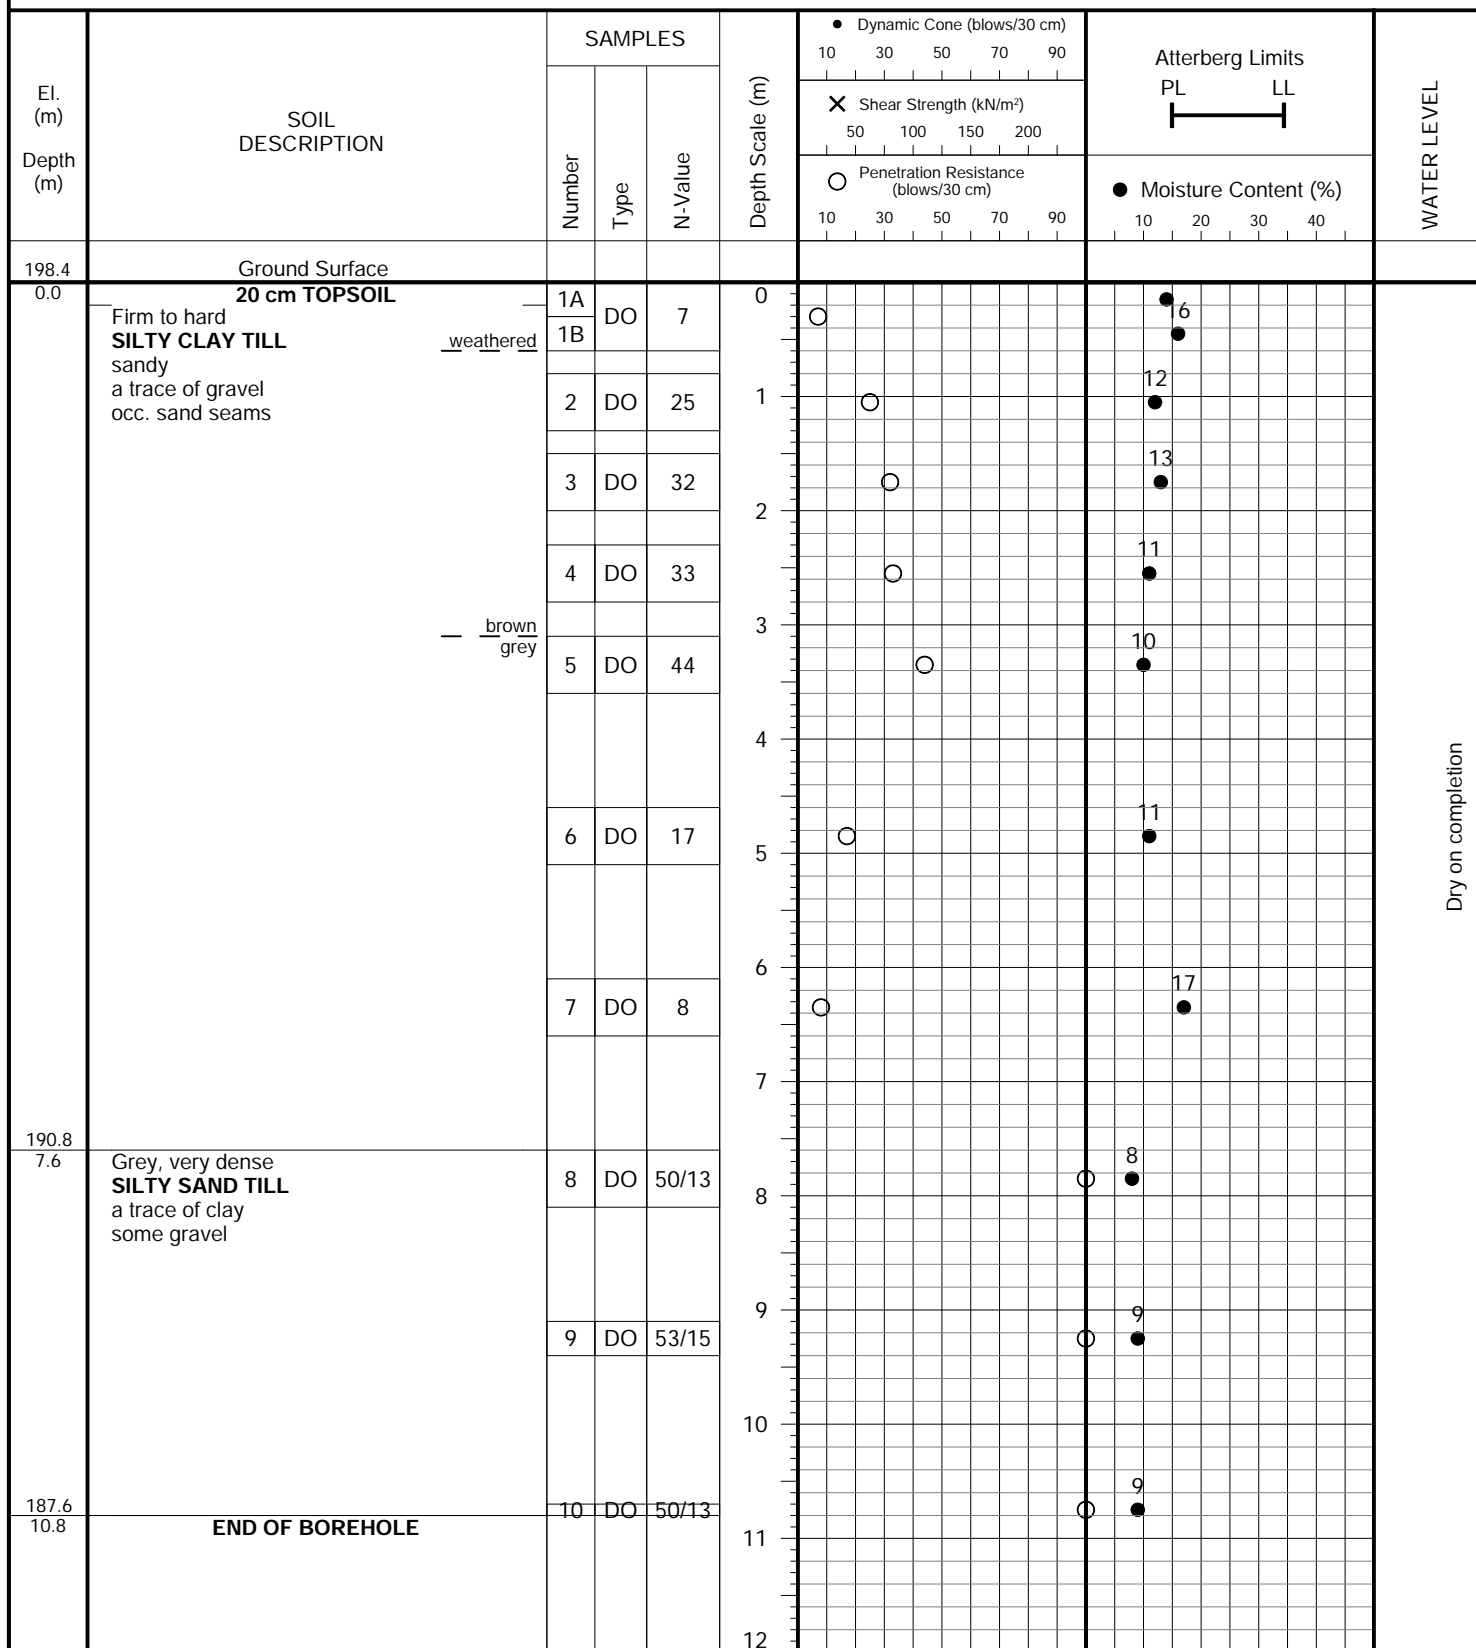 El.
(m)
Depth
(m)
SOIL
DESCRIPTION
SAMPLES
Number
Type
N-Value
Depth Scale (m)
● Dynamic Cone (blows/30 cm)
10 30 50 70 90
✕ Shear Strength (kN/m²)
50 100 150 200
○ Penetration Resistance
(blows/30 cm)
10 30 50 70 90
Atterberg Limits
PL LL
● Moisture Content (%)
10 20 30 40
WATER LEVEL
198.4 Ground Surface
0.0 20 cm TOPSOIL
Firm to hard
SILTY CLAY TILL
sandy
a trace of gravel
occ. sand seams
weathered
brown
grey
190.8
7.6
Grey, very dense
SILTY SAND TILL
a trace of clay
some gravel
187.6
10.8 END OF BOREHOLE
1A
1B DO 7
2 DO 25
3 DO 32
4 DO 33
5 DO 44
6 DO 17
7 DO 8
8 DO 50/13
9 DO 53/15
10 DO 50/13
0
1
2
3
4
5
6
7
8
9
10
11
12
16
12
13
11
10
11
17
8
9
9
Dry on completion